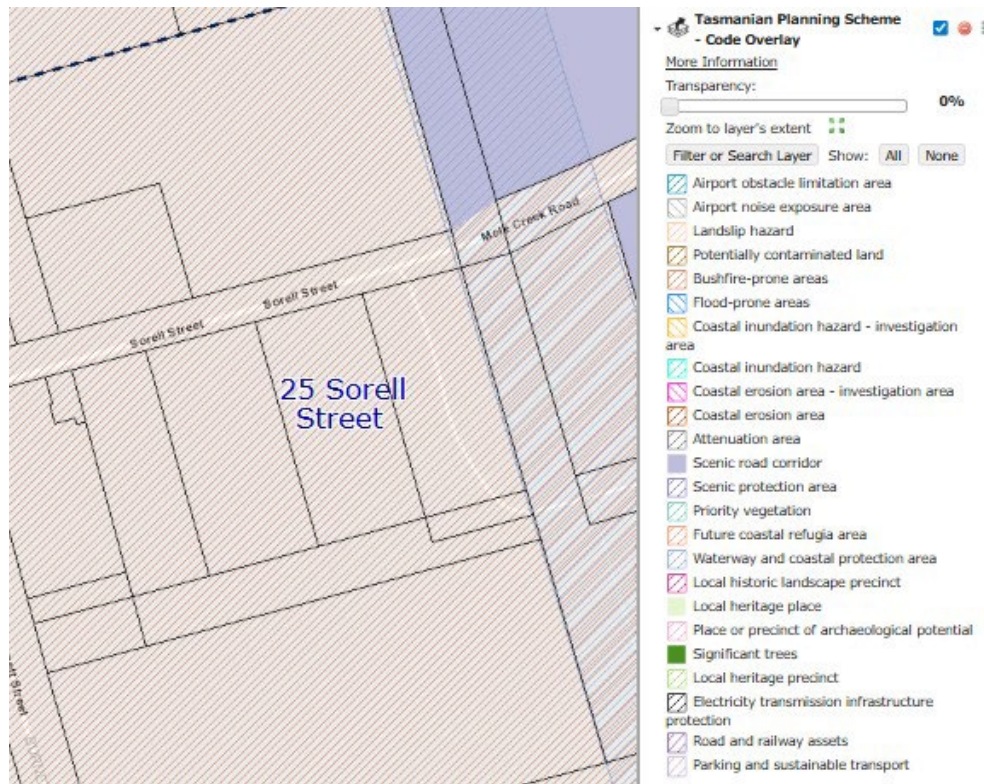 Mole Creek Road
Sorell Street
Sorell Street
25 Sorell
Street
Street
Tasmanian Planning Scheme
- Code Overlay
More Information
Transparency:
0%
Zoom to layer's extent
Filter or Search Layer Show: All None
Airport obstacle limitation area
Airport noise exposure area
Landslip hazard
Potentially contaminated land
Bushfire-prone areas
Flood-prone areas
Coastal inundation hazard - investigation
area
Coastal inundation hazard
Coastal erosion area - investigation area
Coastal erosion area
Attenuation area
Scenic road corridor
Scenic protection area
Priority vegetation
Future coastal refugia area
Waterway and coastal protection area
Local historic landscape precinct
Local heritage place
Place or precinct of archaeological potential
Significant trees
Local heritage precinct
Electricity transmission infrastructure
protection
Road and railway assets
Parking and sustainable transport